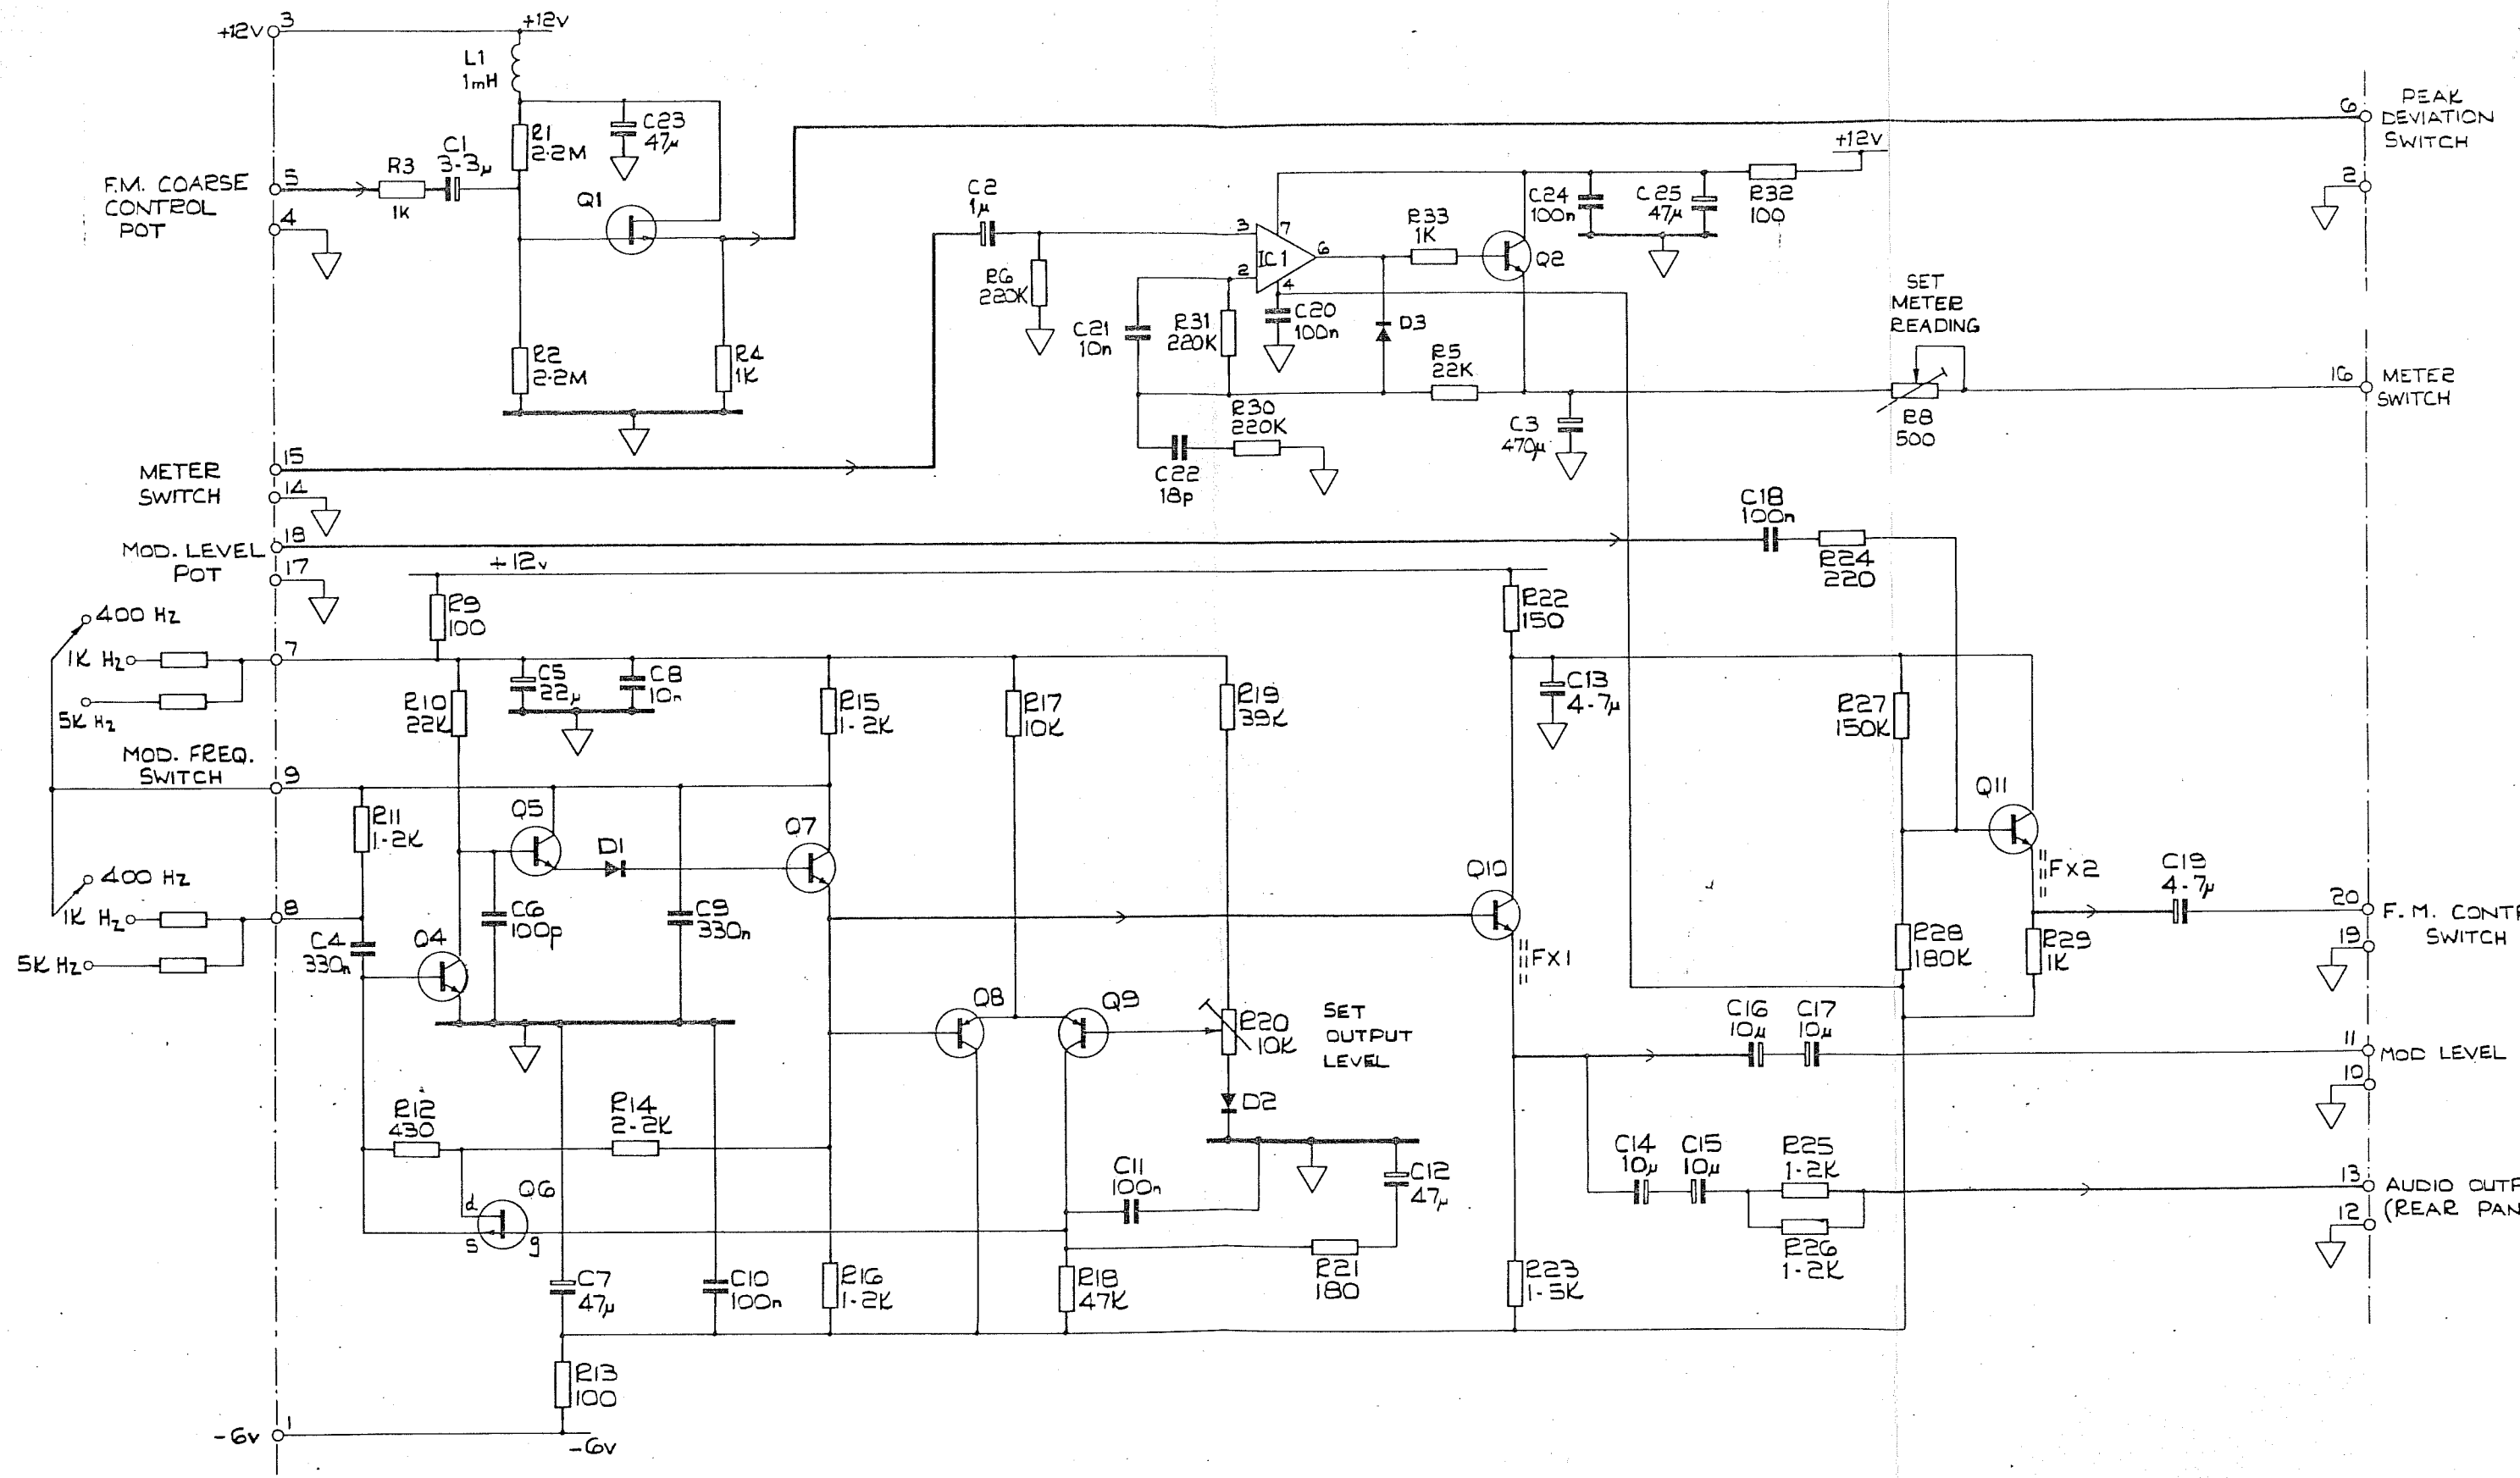 +12V
3
+12V
L1
1mH
R1
2·2M
C23
47µ
F.M. COARSE
CONTROL
POT
5
4
R3
1K
C1
3-3µ
Q1
R2
2·2M
R4
1K
PEAK
DEVIATION
SWITCH
6
2
+12V
C2
1µ
R6
220K
3
7
IC1
2
4
6
R33
1K
Q2
C24
100n
C25
47µ
R32
100
C21
10n
R31
220K
C20
100n
D3
R5
22K
R30
220K
C22
18p
C3
470µ
SET
METER
READING
R8
500
16
METER
SWITCH
METER
SWITCH
15
14
MOD. LEVEL
POT
18
17
C18
100n
R24
220
+12V
400 Hz
1K Hz
5K Hz
7
R9
100
R10
22K
C5
22µ
C8
10n
R15
1-2K
R17
10K
R19
39K
R22
150
C13
4-7µ
R27
150K
MOD. FREQ.
SWITCH
9
R11
1-2K
Q5
D1
Q7
Q11
FX2
400 Hz
1K Hz
5K Hz
8
C4
330n
Q4
C6
100p
C9
330n
Q10
FX1
R28
180K
R29
1K
C19
4-7µ
20
19
F.M. CONTR
SWITCH
Q8
Q9
R20
10K
SET
OUTPUT
LEVEL
D2
C16
10µ
C17
10µ
11
10
MOD LEVEL
R12
430
R14
2-2K
d
Q6
s
g
C11
100n
C12
47µ
C14
10µ
C15
10µ
R25
1-2K
R26
1-2K
13
12
AUDIO OUTP
(REAR PAN
C7
47µ
C10
100n
R16
1-2K
R18
47K
R21
180
R23
1-5K
R13
100
-6V
1
-6V